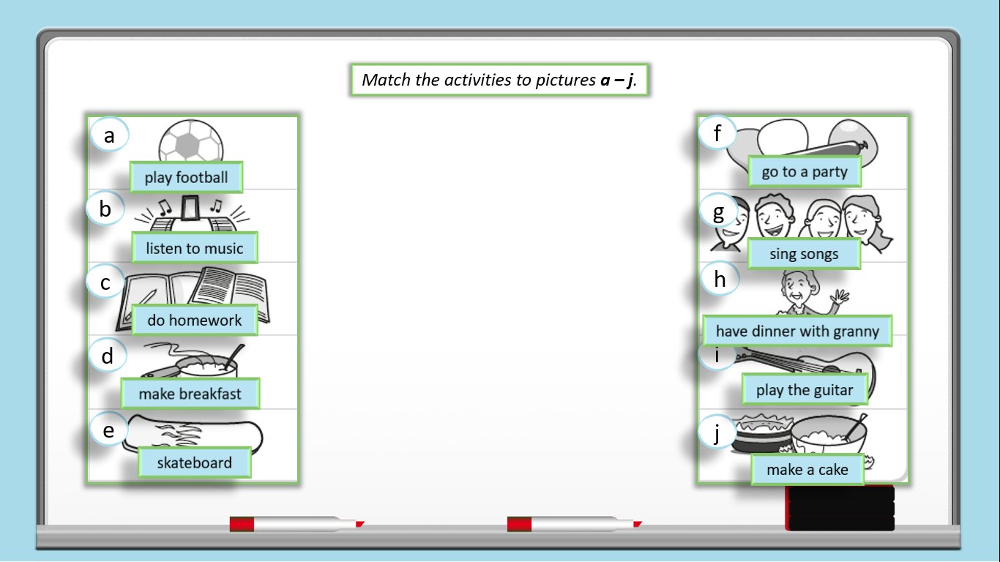 Match the activities to pictures a – j.
a
play football
b
listen to music
c
do homework
d
make breakfast
e
skateboard
f
go to a party
g
sing songs
h
have dinner with granny
i
play the guitar
j
make a cake